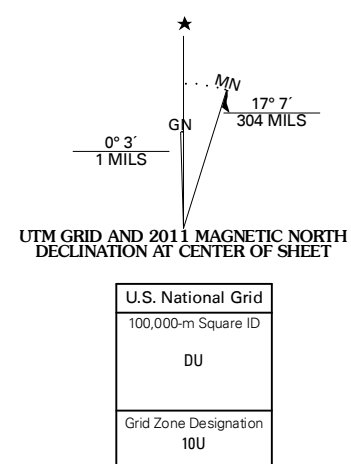 MN
GN
17° 7´
304 MILS
0° 3´
1 MILS
UTM GRID AND 2011 MAGNETIC NORTH
DECLINATION AT CENTER OF SHEET
U.S. National Grid
100,000-m Square ID
DU
Grid Zone Designation
10U